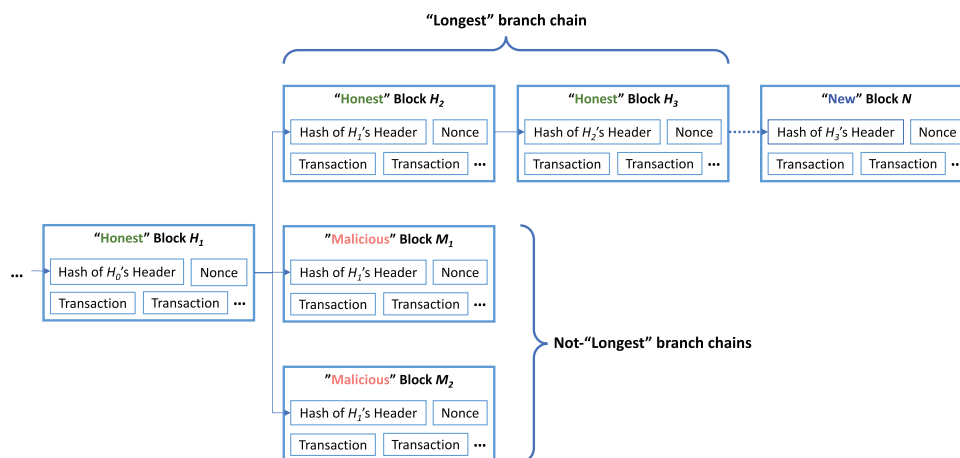 “Longest” branch chain
“Honest” Block H2
Hash of H1’s Header
Nonce
Transaction
Transaction
...
“Honest” Block H3
Hash of H2’s Header
Nonce
Transaction
Transaction
...
“New” Block N
Hash of H3’s Header
Nonce
Transaction
Transaction
...
...
“Honest” Block H1
Hash of H0’s Header
Nonce
Transaction
Transaction
...
”Malicious” Block M1
Hash of H1’s Header
Nonce
Transaction
Transaction
...
Not-“Longest” branch chains
”Malicious” Block M2
Hash of H1’s Header
Nonce
Transaction
Transaction
...